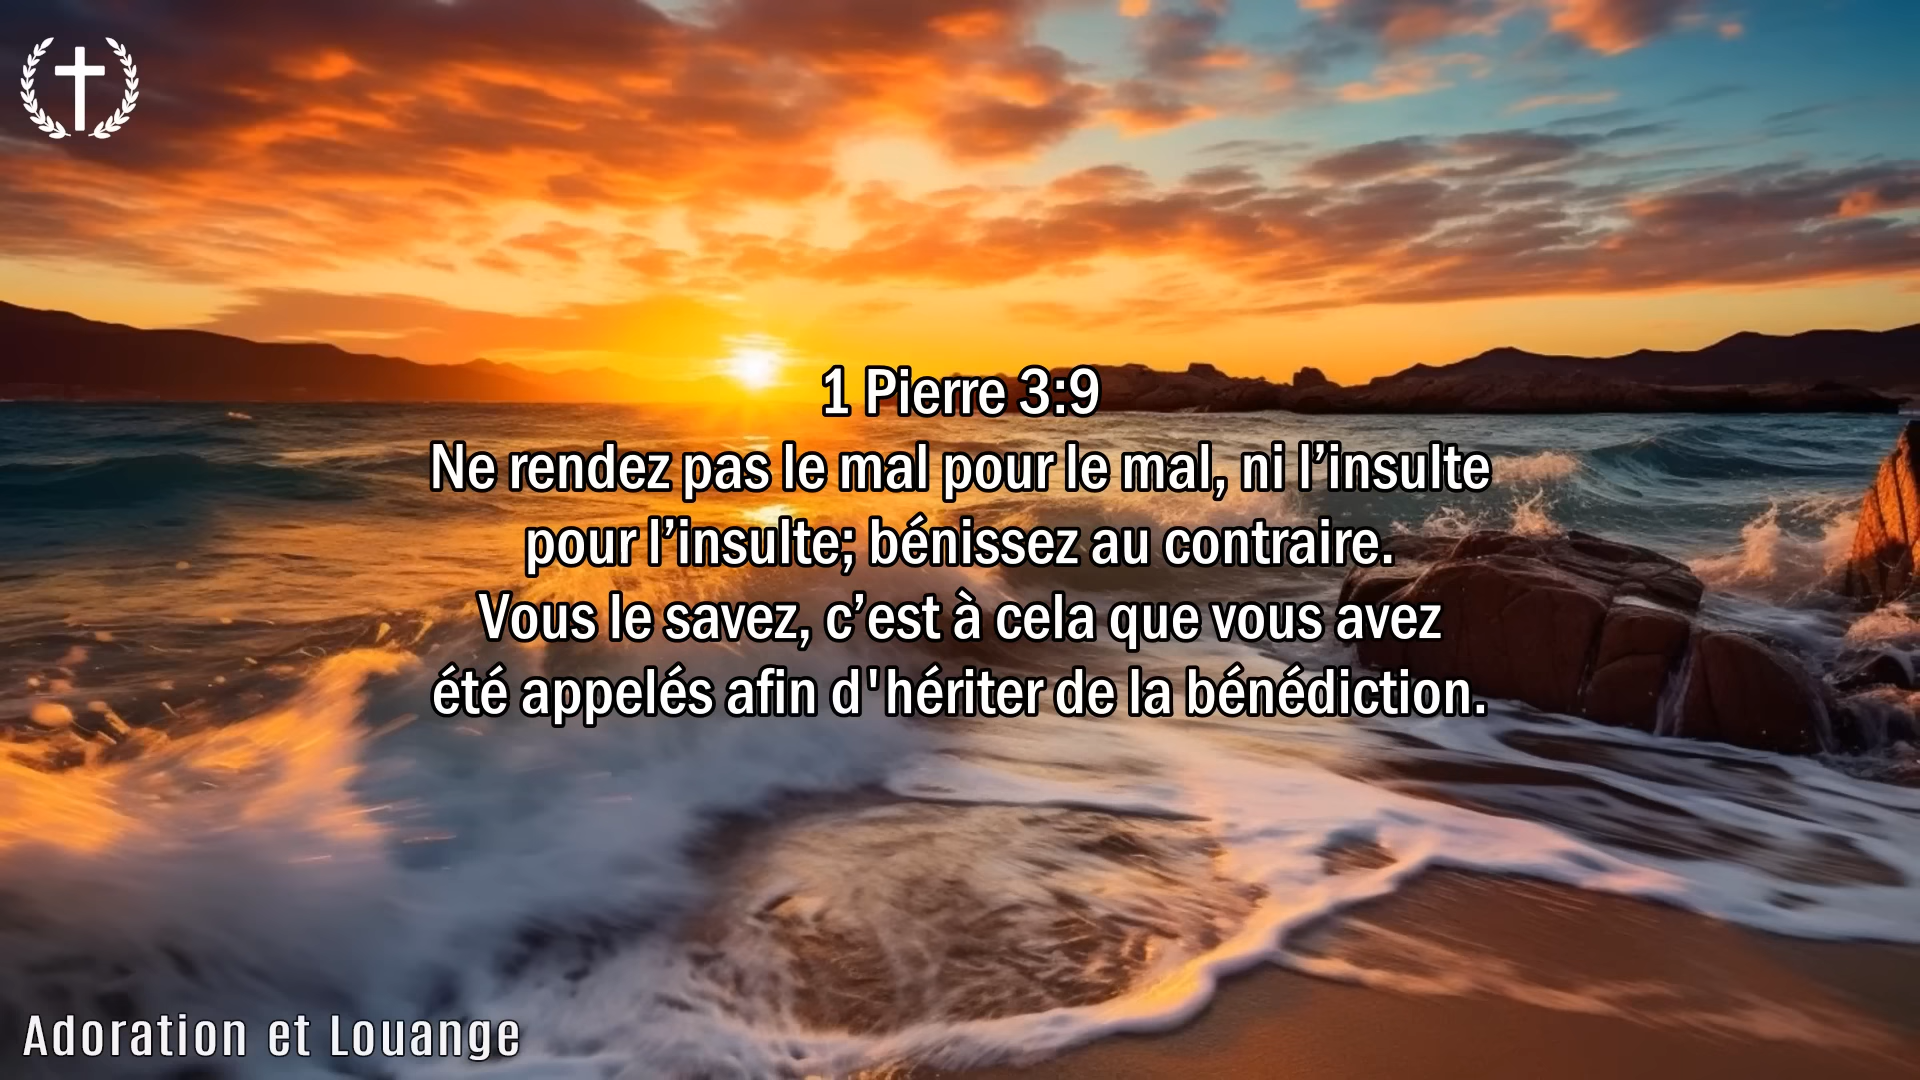 1 Pierre 3:9
Ne rendez pas le mal pour le mal, ni l’insulte
pour l’insulte; bénissez au contraire.
Vous le savez, c’est à cela que vous avez
été appelés afin d'hériter de la bénédiction.
Adoration et Louange